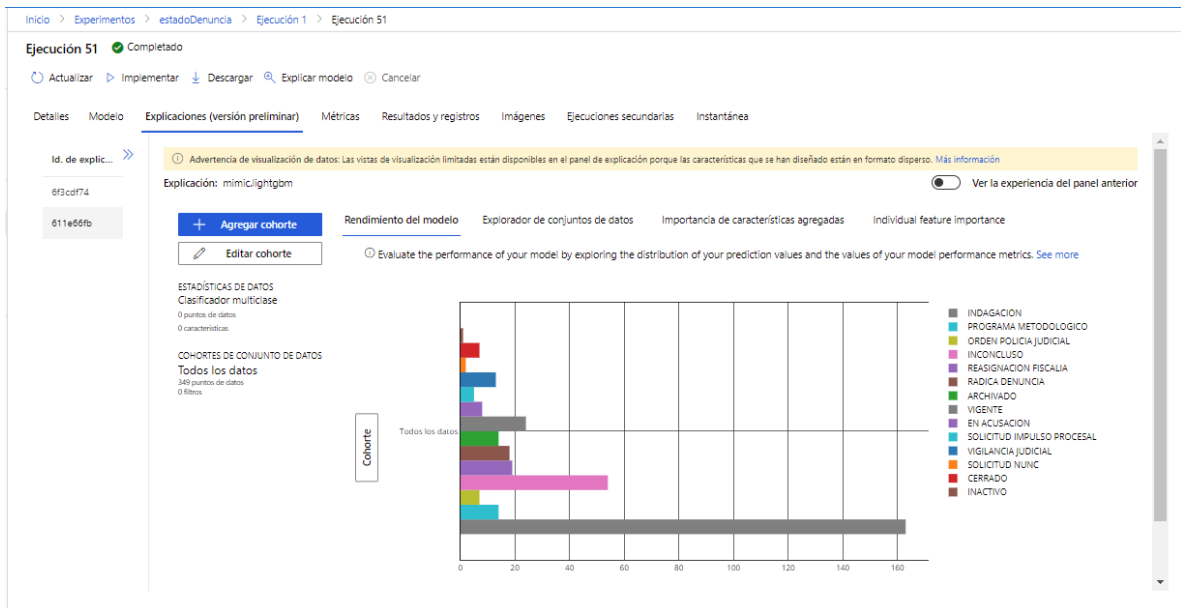 Inicio > Experimentos > estadoDenuncia > Ejecución 1 > Ejecución 51
Ejecución 51 Completado
Actualizar Implementar Descargar Explicar modelo Cancelar
Detalles Modelo Explicaciones (versión preliminar) Métricas Resultados y registros Imágenes Ejecuciones secundarias Instantánea
Id. de explic...
6f3cdf74
611e66fb
Advertencia de visualización de datos: Las vistas de visualización limitadas están disponibles en el panel de explicación porque las características que se han diseñado están en formato disperso. Más información
Explicación: mimic.lightgbm
Ver la experiencia del panel anterior
Agregar cohorte
Editar cohorte
ESTADÍSTICAS DE DATOS
Clasificador multiclase
0 puntos de datos
0 características
COHORTES DE CONJUNTO DE DATOS
Todos los datos
349 puntos de datos
0 filtros
Rendimiento del modelo Explorador de conjuntos de datos Importancia de características agregadas Individual feature importance
Evaluate the performance of your model by exploring the distribution of your prediction values and the values of your model performance metrics. See more
Cohorte
Todos los datos
0 20 40 60 80 100 120 140 160
INDAGACION
PROGRAMA METODOLOGICO
ORDEN POLICIA JUDICIAL
INCONCLUSO
REASIGNACION FISCALIA
RADICA DENUNCIA
ARCHIVADO
VIGENTE
EN ACUSACION
SOLICITUD IMPULSO PROCESAL
VIGILANCIA JUDICIAL
SOLICITUD NUNC
CERRADO
INACTIVO